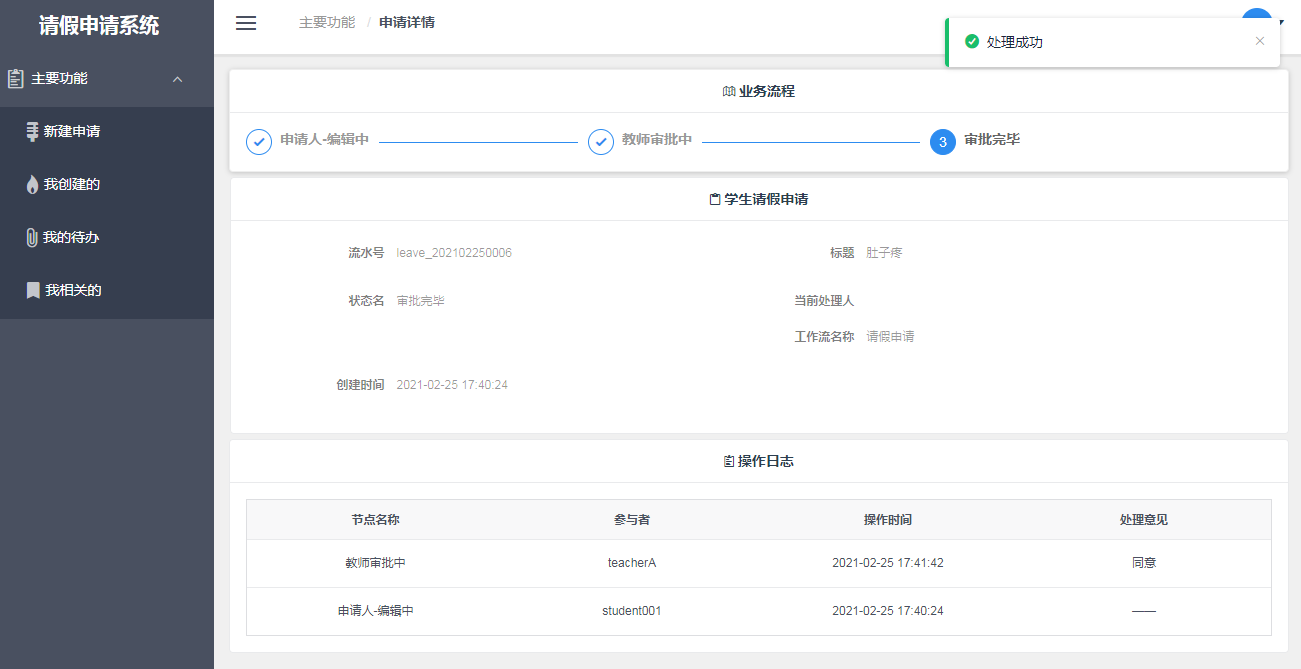 请假申请系统
主要功能
新建申请
我创建的
我的待办
我相关的
主要功能 / 申请详情
处理成功
业务流程
申请人-编辑中 教师审批中 3 审批完毕
学生请假申请
流水号 leave_202102250006 标题 肚子疼
状态名 审批完毕 当前处理人
工作流名称 请假申请
创建时间 2021-02-25 17:40:24
操作日志
节点名称 参与者 操作时间 处理意见
教师审批中 teacherA 2021-02-25 17:41:42 同意
申请人-编辑中 student001 2021-02-25 17:40:24 ——